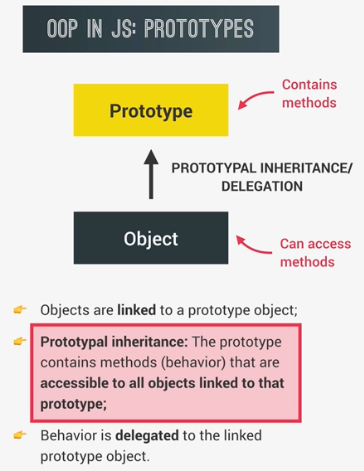 OOP IN JS: PROTOTYPES
Contains
methods
Prototype
PROTOTYPAL INHERITANCE/
DELEGATION
Object
Can access
methods
Objects are linked to a prototype object;
Prototypal inheritance: The prototype
contains methods (behavior) that are
accessible to all objects linked to that
prototype;
Behavior is delegated to the linked
prototype object.